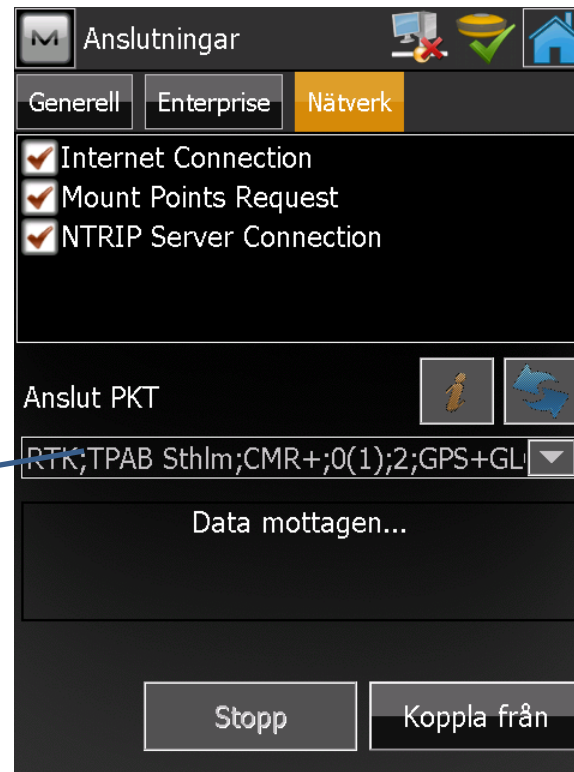 Anslutningar
Generell Enterprise Nätverk
Internet Connection
Mount Points Request
NTRIP Server Connection
Anslut PKT
RTK;TPAB Sthlm;CMR+;0(1);2;GPS+GL
Data mottagen...
Stopp Koppla från